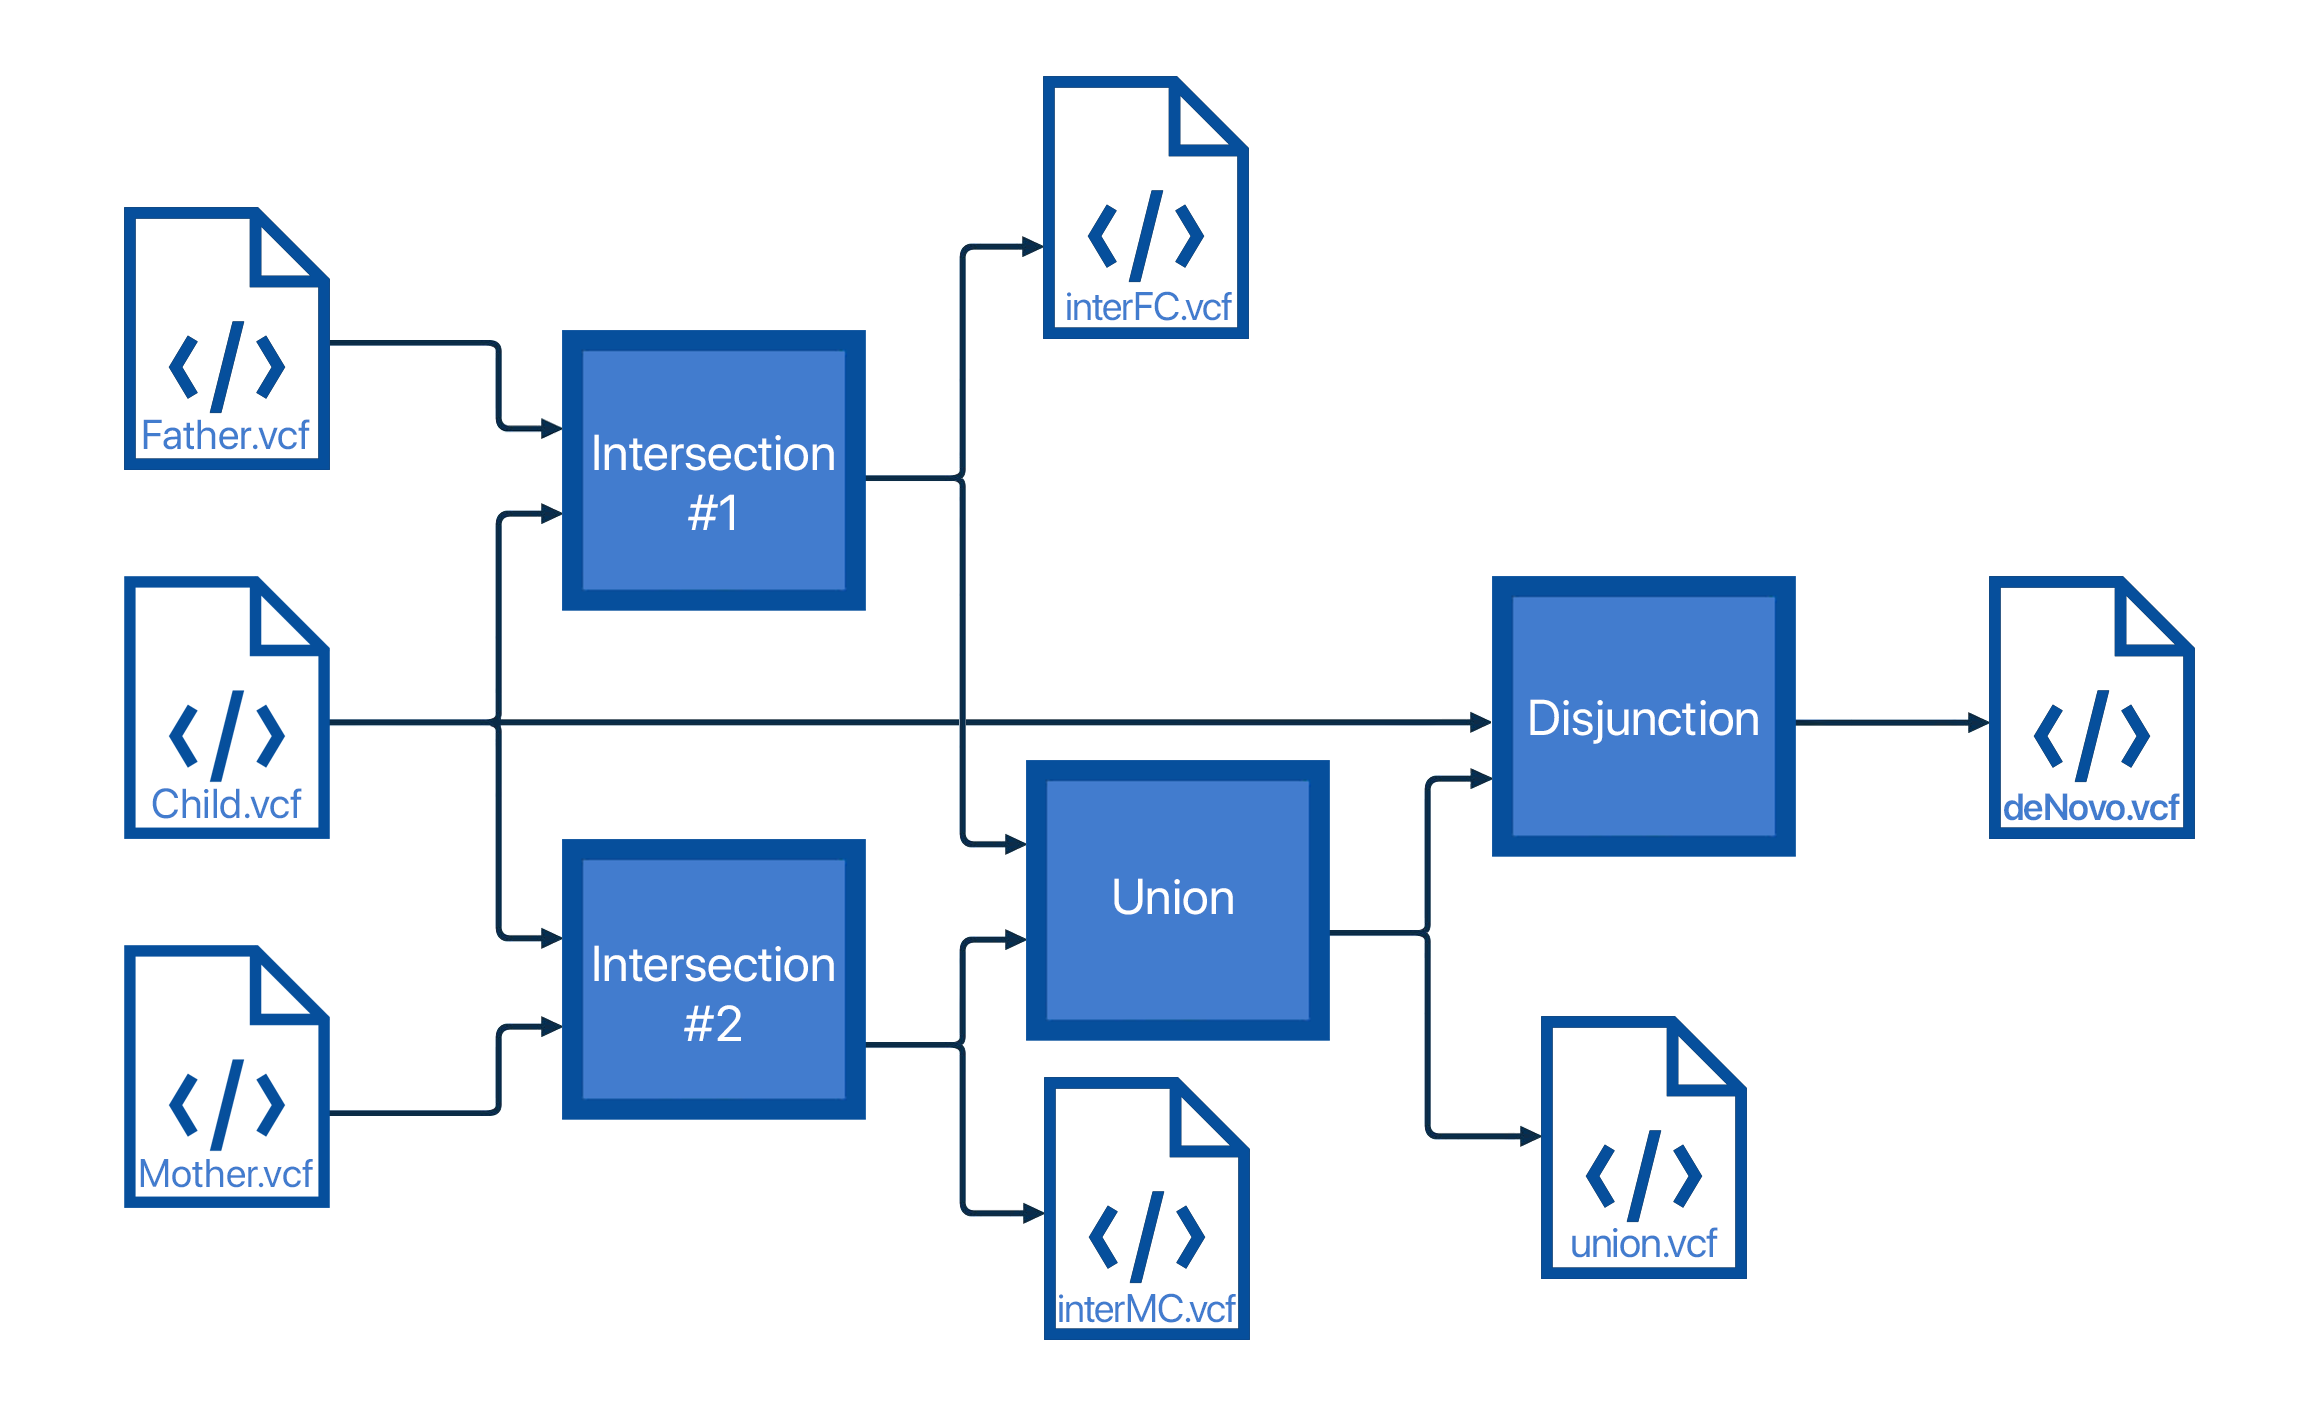 interFC.vcf
Father.vcf
Intersection
#1
Child.vcf
Disjunction
deNovo.vcf
Union
Intersection
#2
Mother.vcf
union.vcf
interMC.vcf